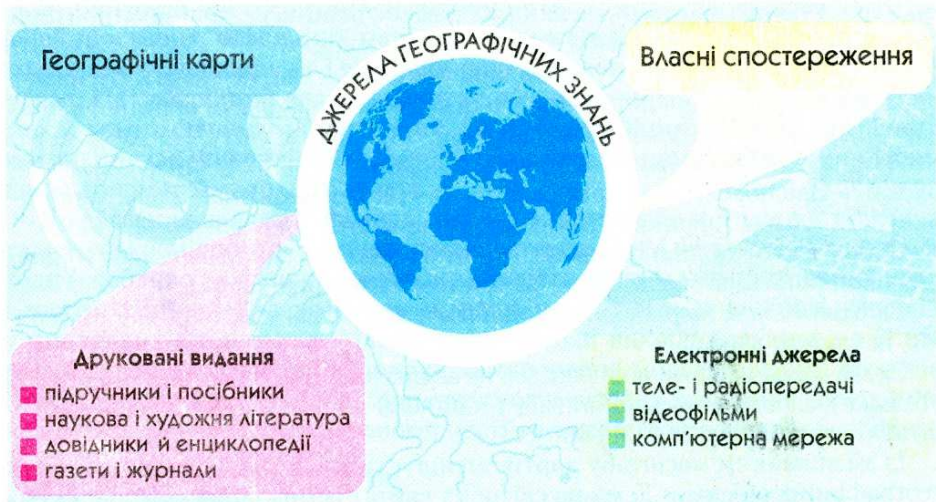 Географічні карти
ДЖЕРЕЛА ГЕОГРАФІЧНИХ ЗНАНЬ
Власні спостереження
Друковані видання
підручники і посібники
наукова і художня література
довідники й енциклопедії
газети і журнали
Електронні джерела
теле- і радіопередачі
відеофільми
комп'ютерна мережа